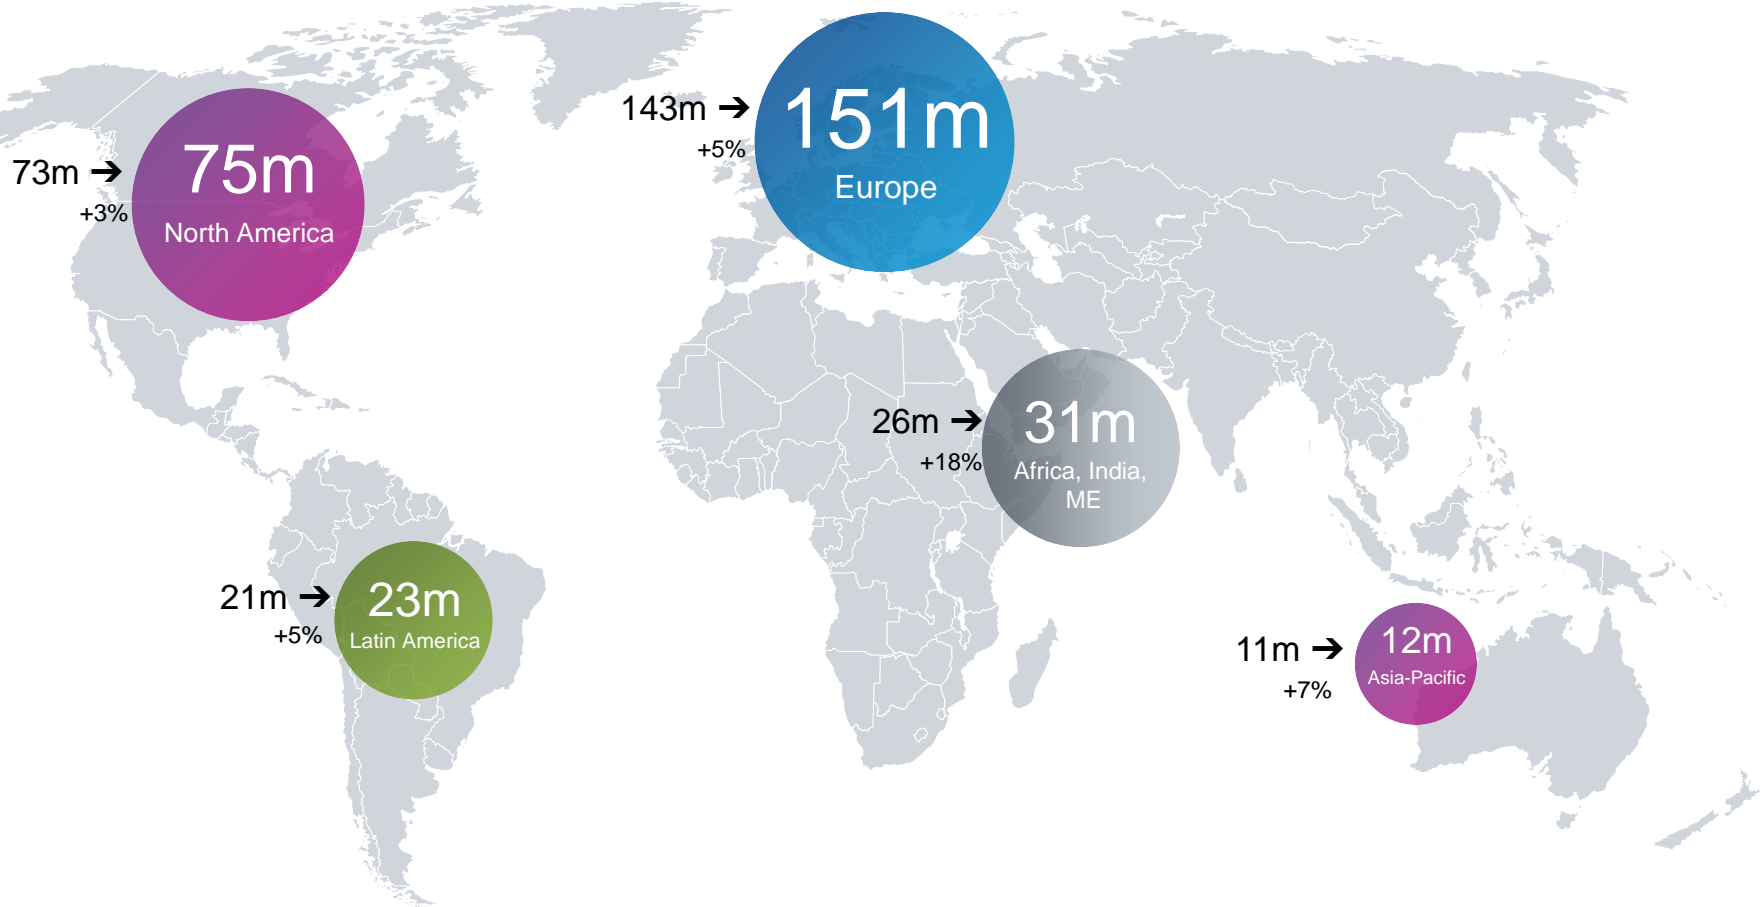 143m ➔
+5%
151m
Europe
73m ➔
+3%
75m
North America
26m ➔
+18%
31m
Africa, India,
ME
21m ➔
+5%
23m
Latin America
11m ➔
+7%
12m
Asia-Pacific